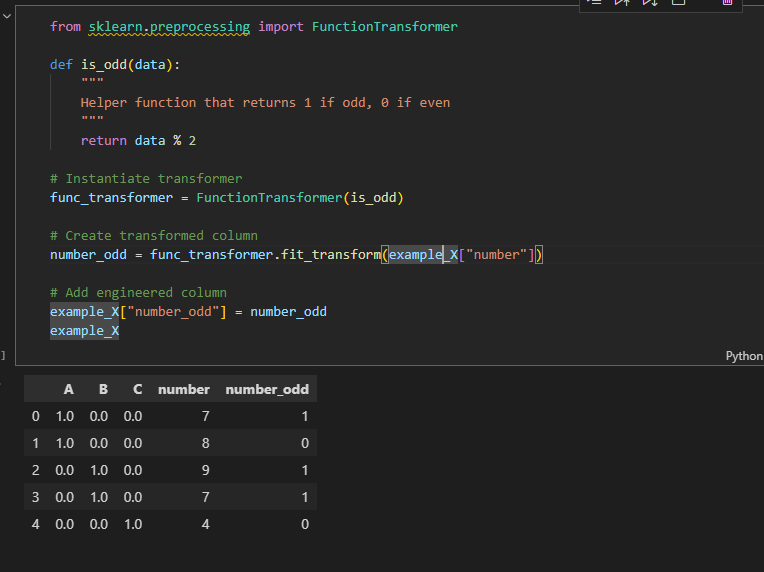 from sklearn.preprocessing import FunctionTransformer
def is_odd(data):
"""
Helper function that returns 1 if odd, 0 if even
"""
return data % 2
# Instantiate transformer
func_transformer = FunctionTransformer(is_odd)
# Create transformed column
number_odd = func_transformer.fit_transform(example_X["number"])
# Add engineered column
example_X["number_odd"] = number_odd
example_X
]
Python
A B C number number_odd
0 1.0 0.0 0.0 7 1
1 1.0 0.0 0.0 8 0
2 0.0 1.0 0.0 9 1
3 0.0 1.0 0.0 7 1
4 0.0 0.0 1.0 4 0